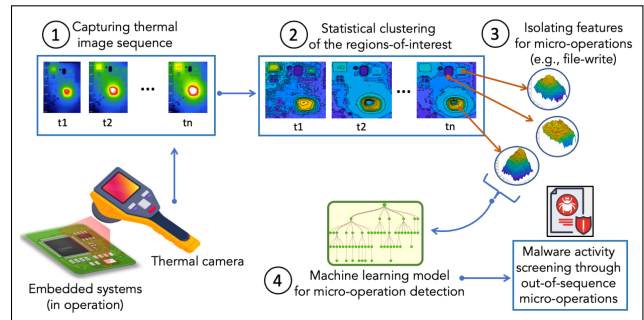 1
Capturing thermal
image sequence
t1
t2
...
tn
2
Statistical clustering
of the regions-of-interest
t1
t2
...
tn
3
Isolating features
for micro-operations
(e.g., file-write)
Thermal camera
Embedded systems
(in operation)
4
Machine learning model
for micro-operation detection
Malware activity
screening through
out-of-sequence
micro-operations